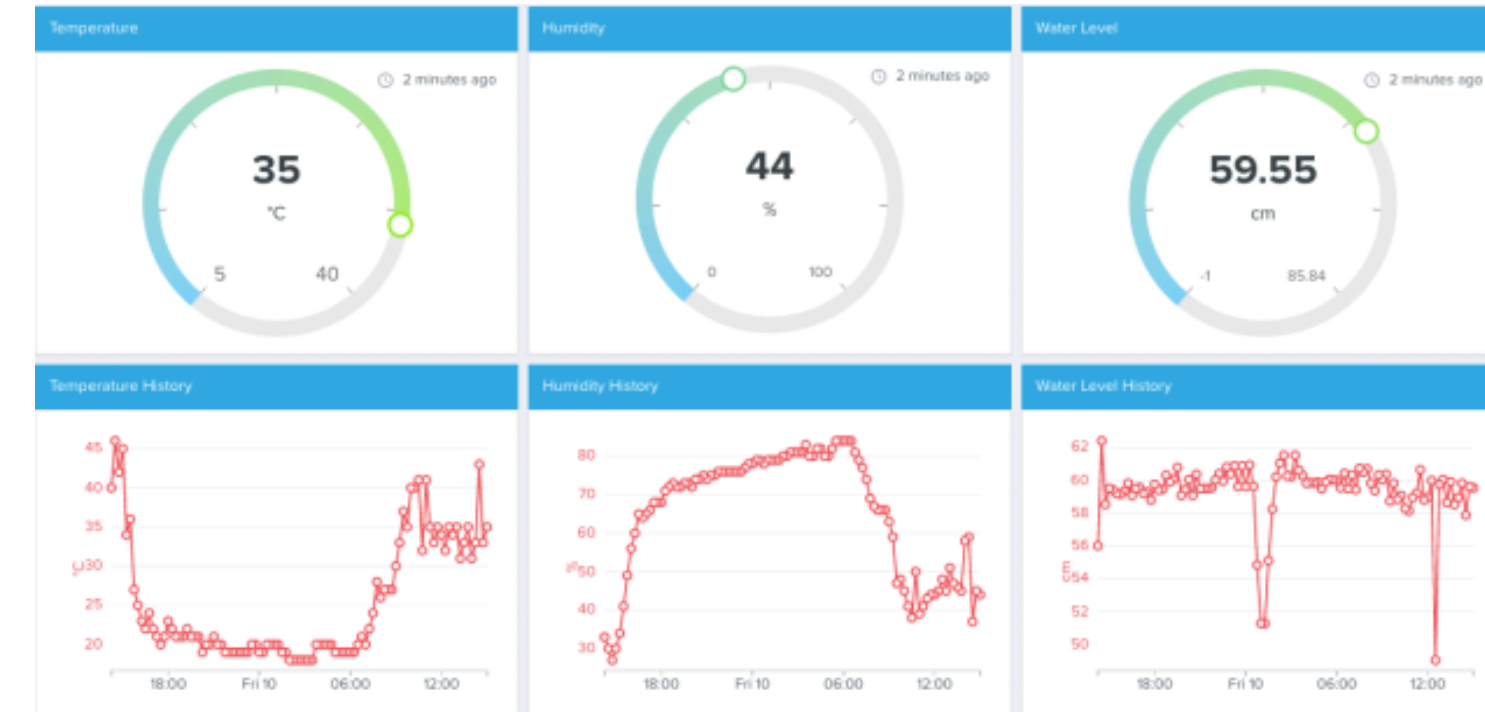 Temperature
2 minutes ago
35
°C
5
40
Humidity
2 minutes ago
44
%
0
100
Water Level
2 minutes ago
59.55
cm
-1
85.84
Temperature History
45
40
35
30
25
20
°C
18:00
Fri 10
06:00
12:00
Humidity History
80
70
60
50
40
30
%
18:00
Fri 10
06:00
12:00
Water Level History
62
60
58
56
54
52
50
cm
18:00
Fri 10
06:00
12:00